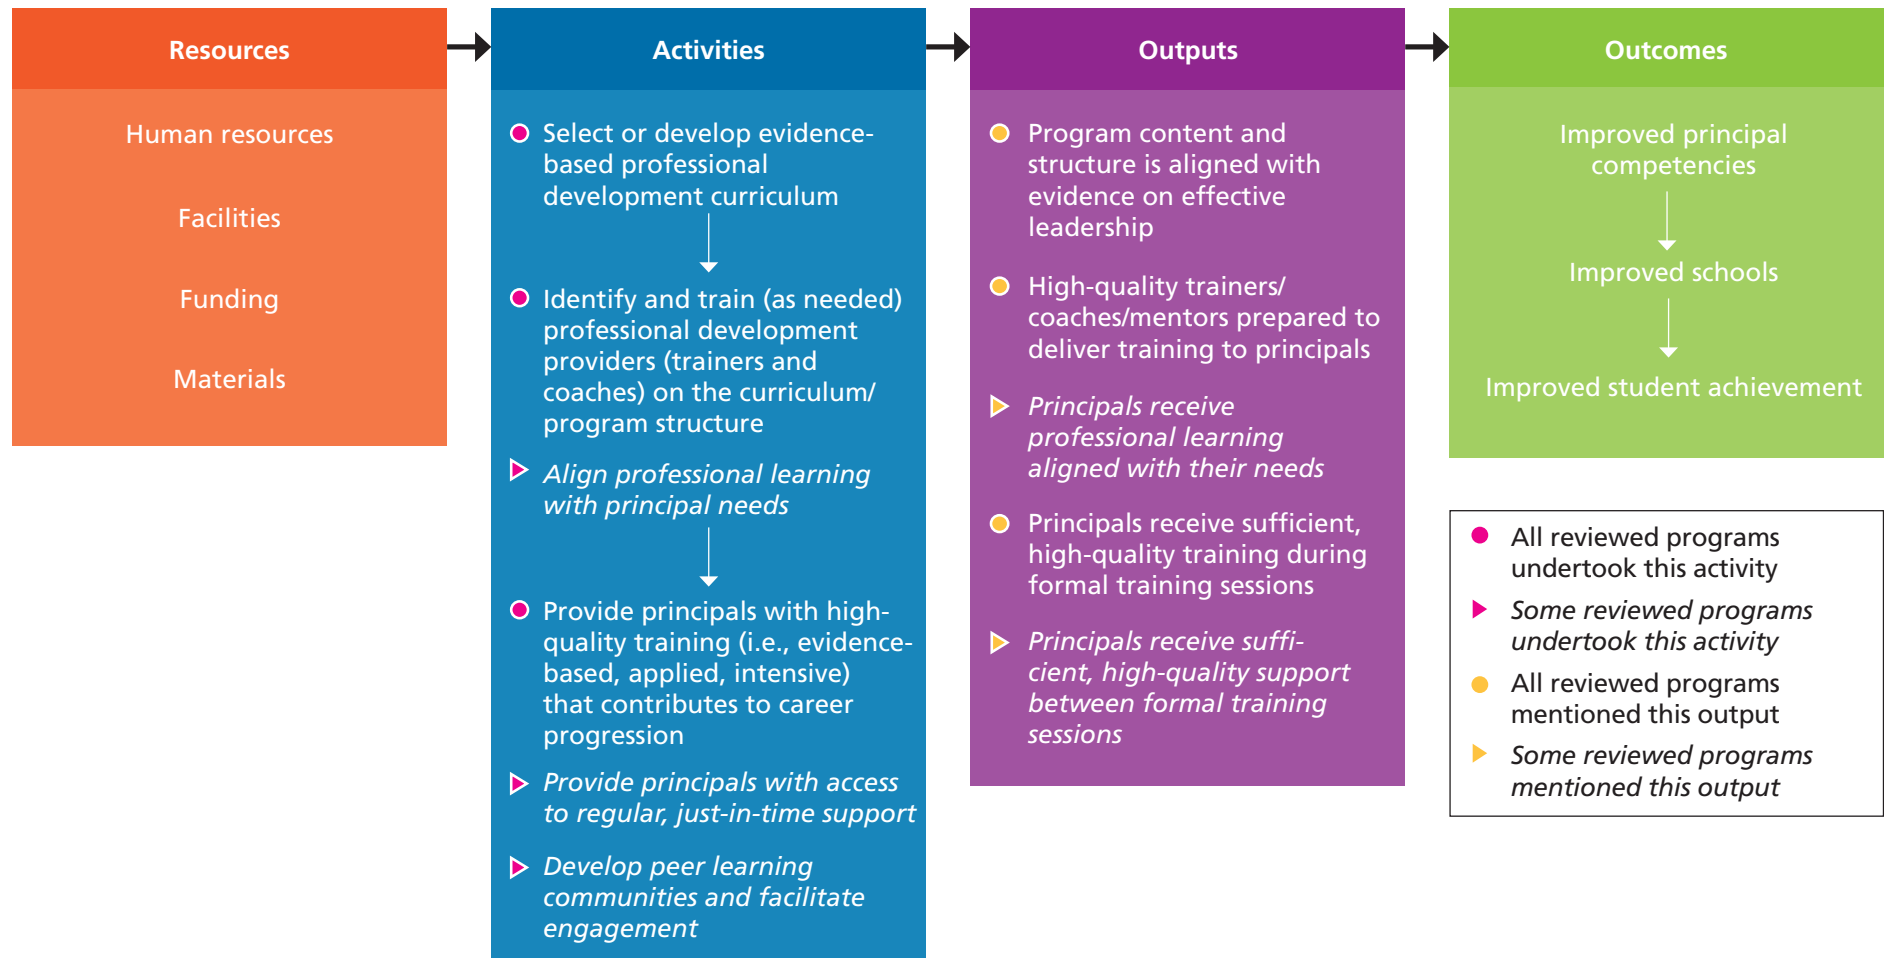 Resources
Human resources
Facilities
Funding
Materials
Activities
Select or develop evidence-
based professional
development curriculum
Identify and train (as needed)
professional development
providers (trainers and
coaches) on the curriculum/
program structure
Align professional learning
with principal needs
Provide principals with high-
quality training (i.e., evidence-
based, applied, intensive)
that contributes to career
progression
Provide principals with access
to regular, just-in-time support
Develop peer learning
communities and facilitate
engagement
Outputs
Program content and
structure is aligned with
evidence on effective
leadership
High-quality trainers/
coaches/mentors prepared to
deliver training to principals
Principals receive
professional learning
aligned with their needs
Principals receive sufficient,
high-quality training during
formal training sessions
Principals receive suffi-
cient, high-quality support
between formal training
sessions
Outcomes
Improved principal
competencies
Improved schools
Improved student achievement
All reviewed programs
undertook this activity
Some reviewed programs
undertook this activity
All reviewed programs
mentioned this output
Some reviewed programs
mentioned this output